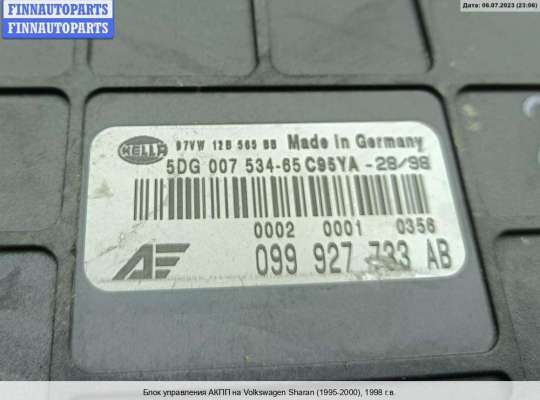 FINNAUTOPARTS
FINNAUTOPARTS
FINNAUTOPARTS
Дата: 06.07.2023 (23:06)
HELLA
97VW 12B 565 BB Made in Germany
5DG 007 534-65 C95YA - 28/98
0002 0001 0356
AE 099 927 733 AB
Блок управления АКПП на Volkswagen Sharan (1995-2000), 1998 г.в.